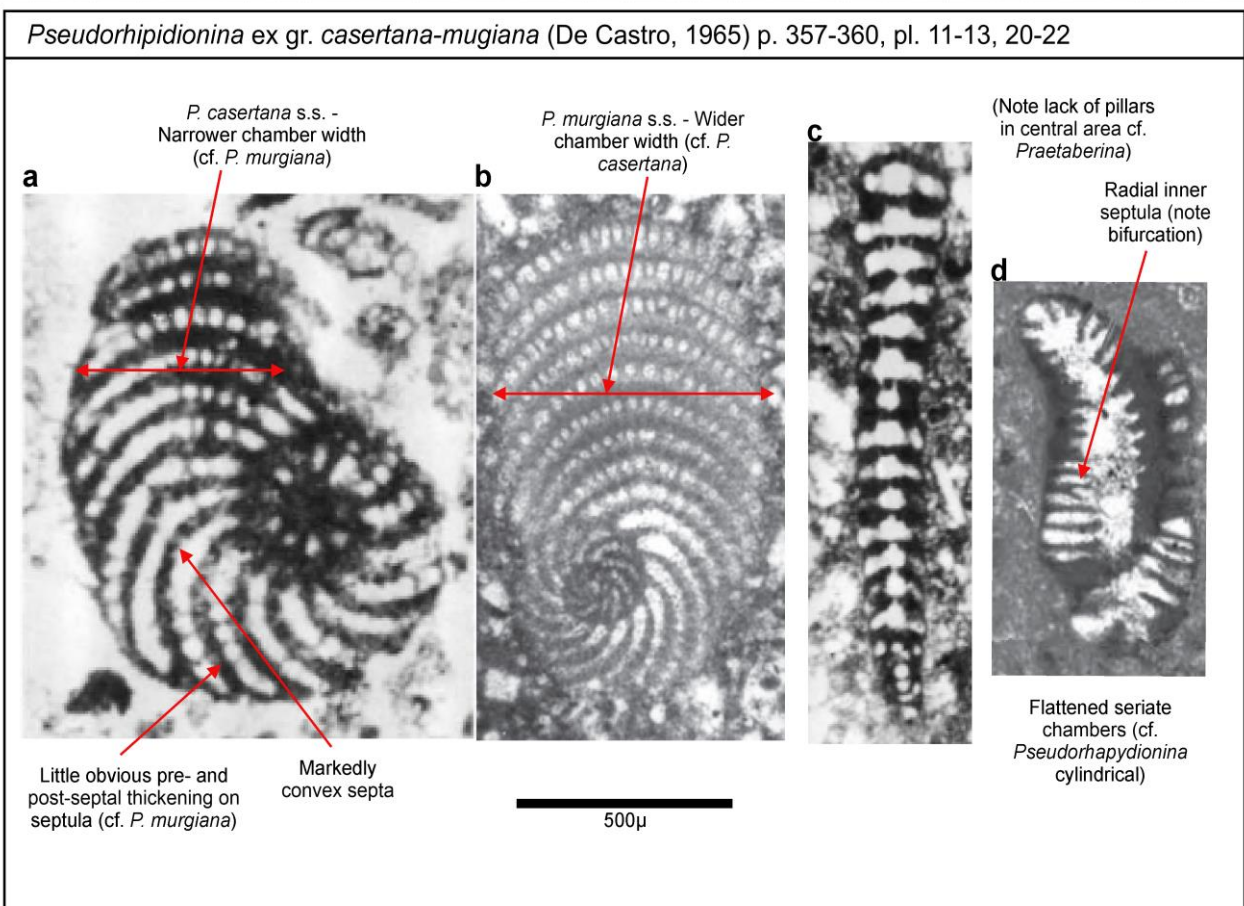 Pseudorhipidionina ex gr. casertana-mugiana (De Castro, 1965) p. 357-360, pl. 11-13, 20-22
P. casertana s.s. -
Narrower chamber width
(cf. P. murgiana)
P. murgiana s.s. - Wider
chamber width (cf. P.
casertana)
(Note lack of pillars
in central area cf.
Praetaberina)
Radial inner
septula (note
bifurcation)
a
b
c
d
Little obvious pre- and
post-septal thickening on
septula (cf. P. murgiana)
Markedly
convex septa
500µ
Flattened seriate
chambers (cf.
Pseudorhapydionina
cylindrical)